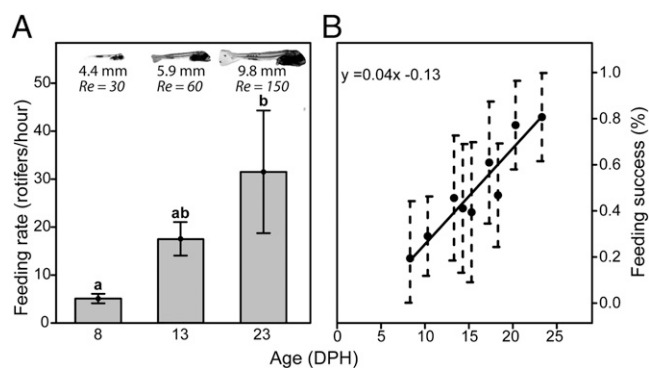 A
4.4 mm 5.9 mm 9.8 mm
Re = 30 Re = 60 Re = 150
50
40
30
20
10
0
Feeding rate (rotifers/hour)
a ab b
8 13 23
B
y =0.04x -0.13
1.0
0.8
0.6
0.4
0.2
0.0
Feeding success (%)
0 5 10 15 20 25
Age (DPH)